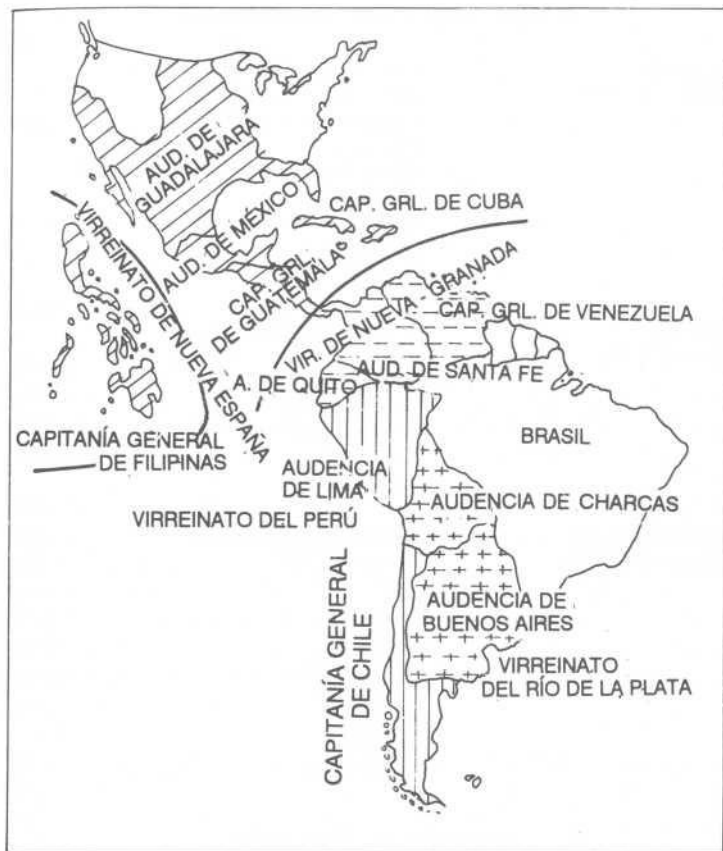 AUD. DE
GUADALAJARA
AUD. DE MÉXICO
CAP. GRL. DE CUBA
CAP. GRL.
DE GUATEMALA
VIRREINATO DE NUEVA ESPAÑA
VIR. DE NUEVA - GRANADA
CAP. GRL. DE VENEZUELA
AUD. DE SANTA FE
A. DE QUITO
CAPITANÍA GENERAL
DE FILIPINAS
BRASIL
AUDENCIA
DE LIMA
AUDENCIA DE CHARCAS
VIRREINATO DEL PERÚ
CAPITANÍA GENERAL
DE CHILE
AUDENCIA DE
BUENOS AIRES
VIRREINATO
DEL RÍO DE LA PLATA